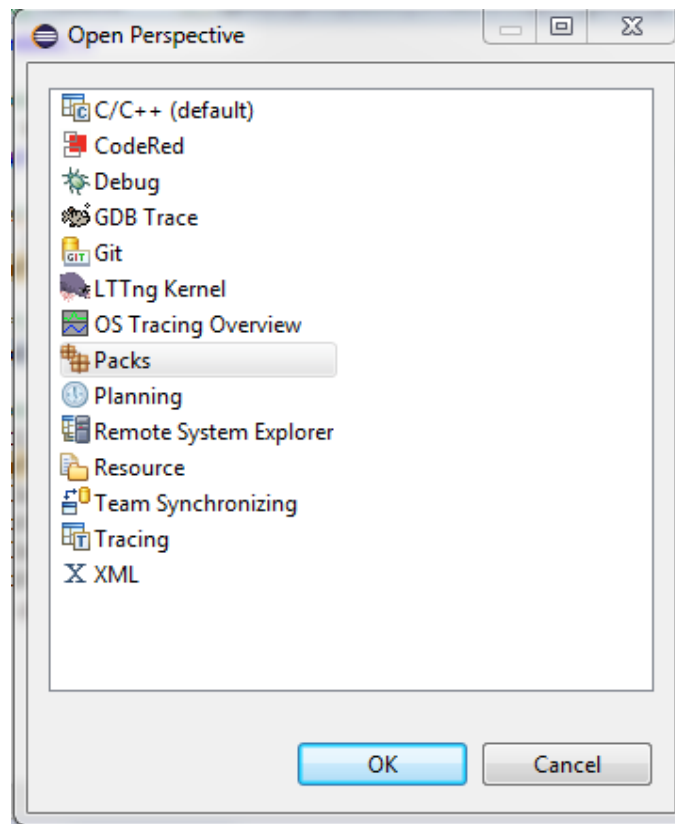 Open Perspective
C/C++ (default)
CodeRed
Debug
GDB Trace
GIT Git
LTTng Kernel
OS Tracing Overview
Packs
Planning
Remote System Explorer
Resource
Team Synchronizing
Tracing
X XML
OK Cancel